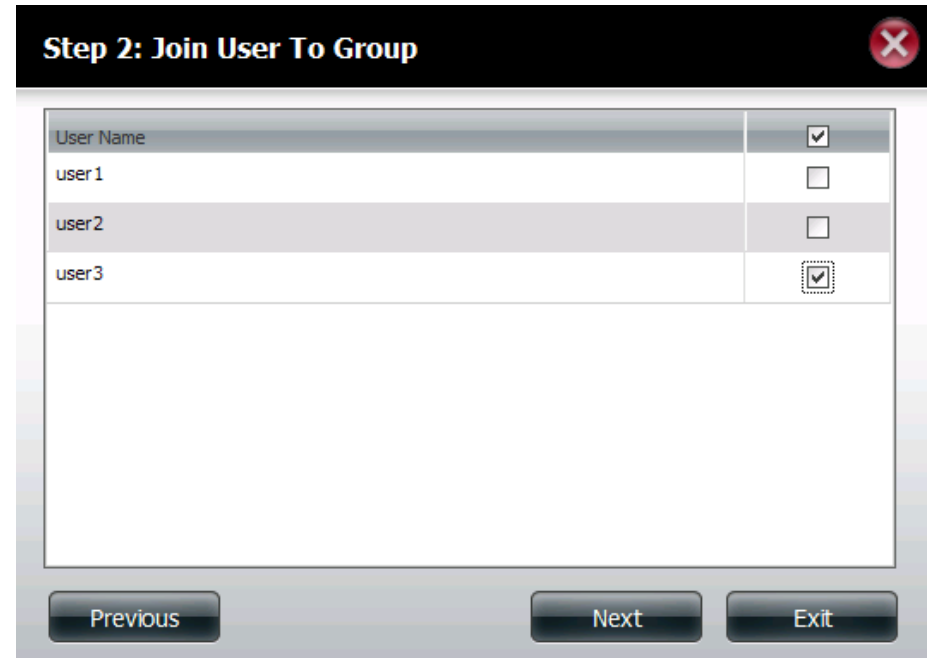 Step 2: Join User To Group
User Name
user1
user2
user3
Previous Next Exit